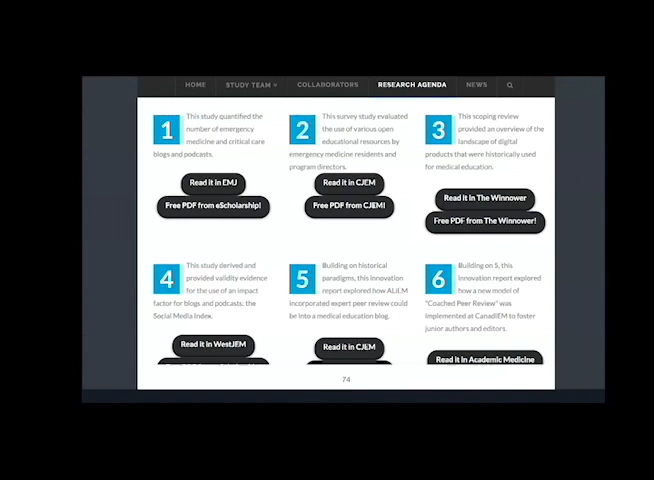 HOME STUDY TEAM COLLABORATORS RESEARCH AGENDA NEWS
1 This study quantified the
number of emergency
medicine and critical care
blogs and podcasts.
Read it in EMJ
Free PDF from eScholarship!
2 This survey study evaluated
the use of various open
educational resources by
emergency medicine residents and
program directors.
Read it in CJEM
Free PDF from CJEM!
3 This scoping review
provided an overview of the
landscape of digital
products that were historically used
for medical education.
Read it in The Winnower
Free PDF from The Winnower!
4 This study derived and
provided validity evidence
for the use of an impact
factor for blogs and podcasts: the
Social Media Index.
Read it in WestJEM
5 Building on historical
paradigms, this innovation
report explored how ALiEM
incorporated expert peer review could
be into a medical education blog.
Read it in CJEM
6 Building on 5, this
innovation report explored
how a new model of
"Coached Peer Review" was
implemented at CanadiEM to foster
junior authors and editors.
Read it in Academic Medicine
74